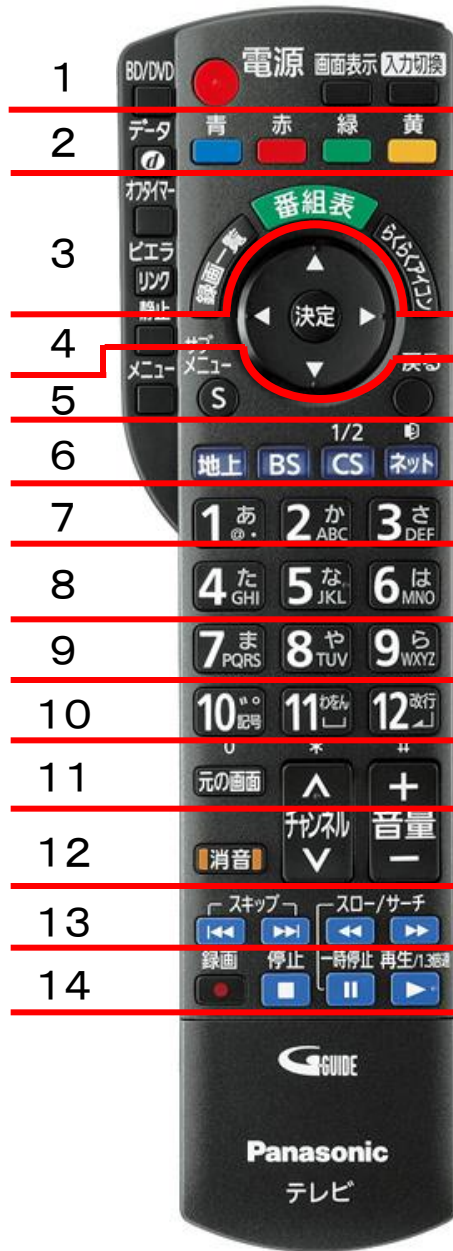 1 BD/DVD 電源 画面表示 入力切換
2 データ d 青 赤 緑 黄
オフタイマー
番組表
3 ビエラリンク 録画一覧 らくらくアイコン
静止
4 決定
サブメニュー 戻る
メニュー
5 S
1/2
6 地上 BS CS ネット
7 1 あ @・ 2 か ABC 3 さ DEF
8 4 た GHI 5 な JKL 6 は MNO
9 7 ま PQRS 8 や TUV 9 ら WXYZ
10 10 ゛゜ 記号 11 わをん 12 改行
0 * #
11 元の画面 +
チャンネル 音量
12 消音 −
13 スキップ スロー/サーチ
14 録画 停止 一時停止 再生/1.3倍速
G-GUIDE
Panasonic
テレビ